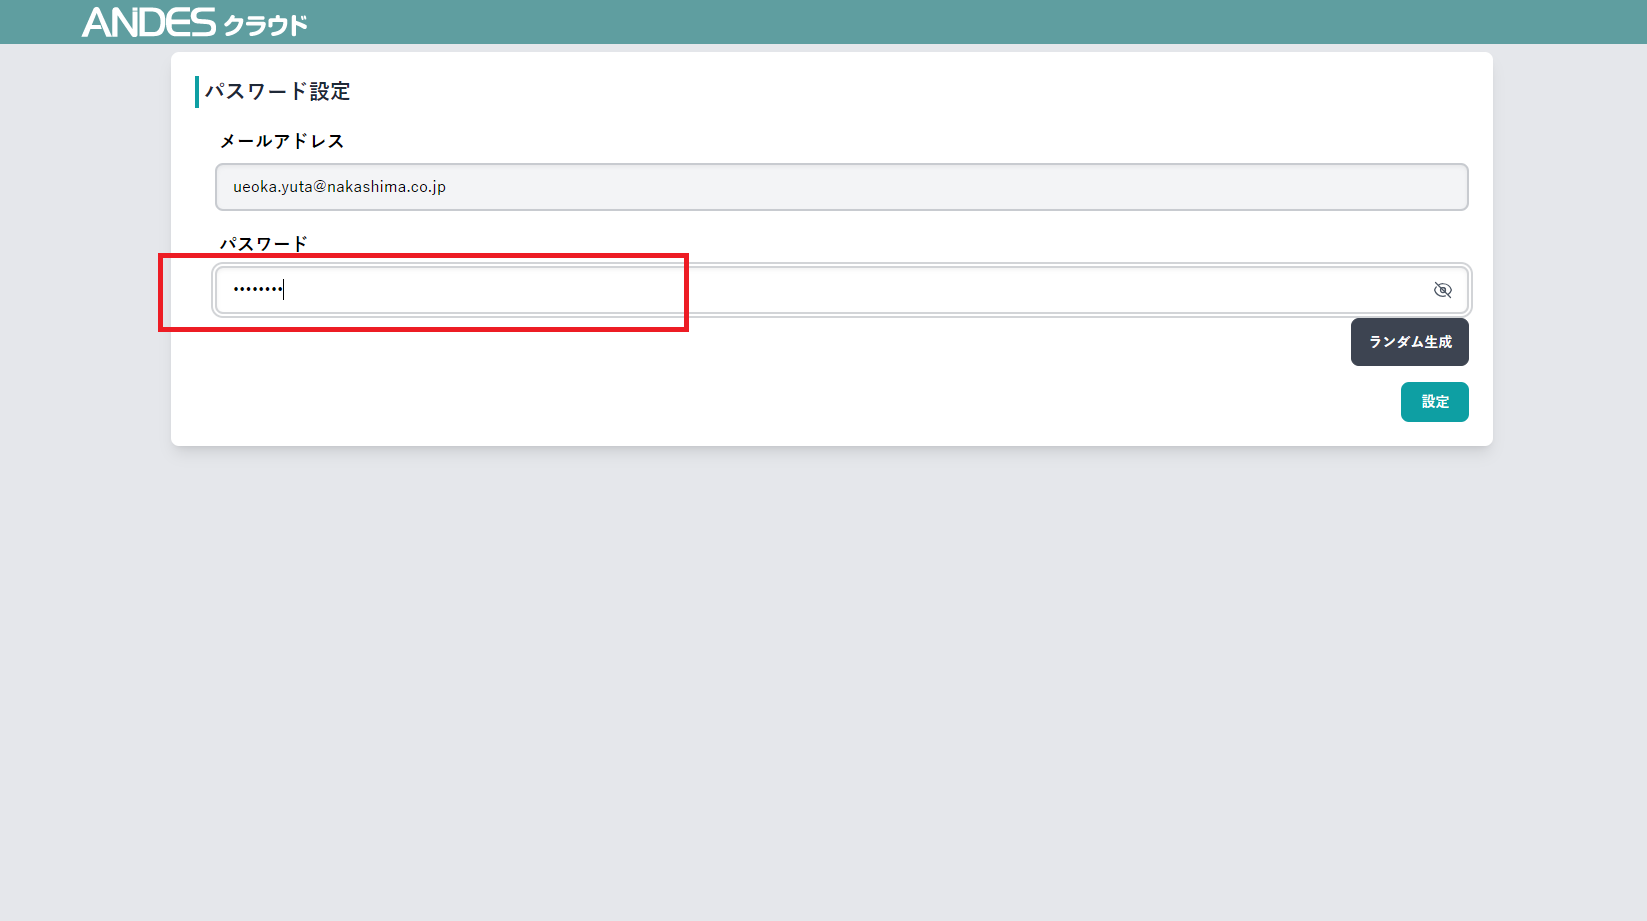 ANDES クラウド
パスワード設定
メールアドレス
ueoka.yuta@nakashima.co.jp
パスワード
••••••••
ランダム生成
設定